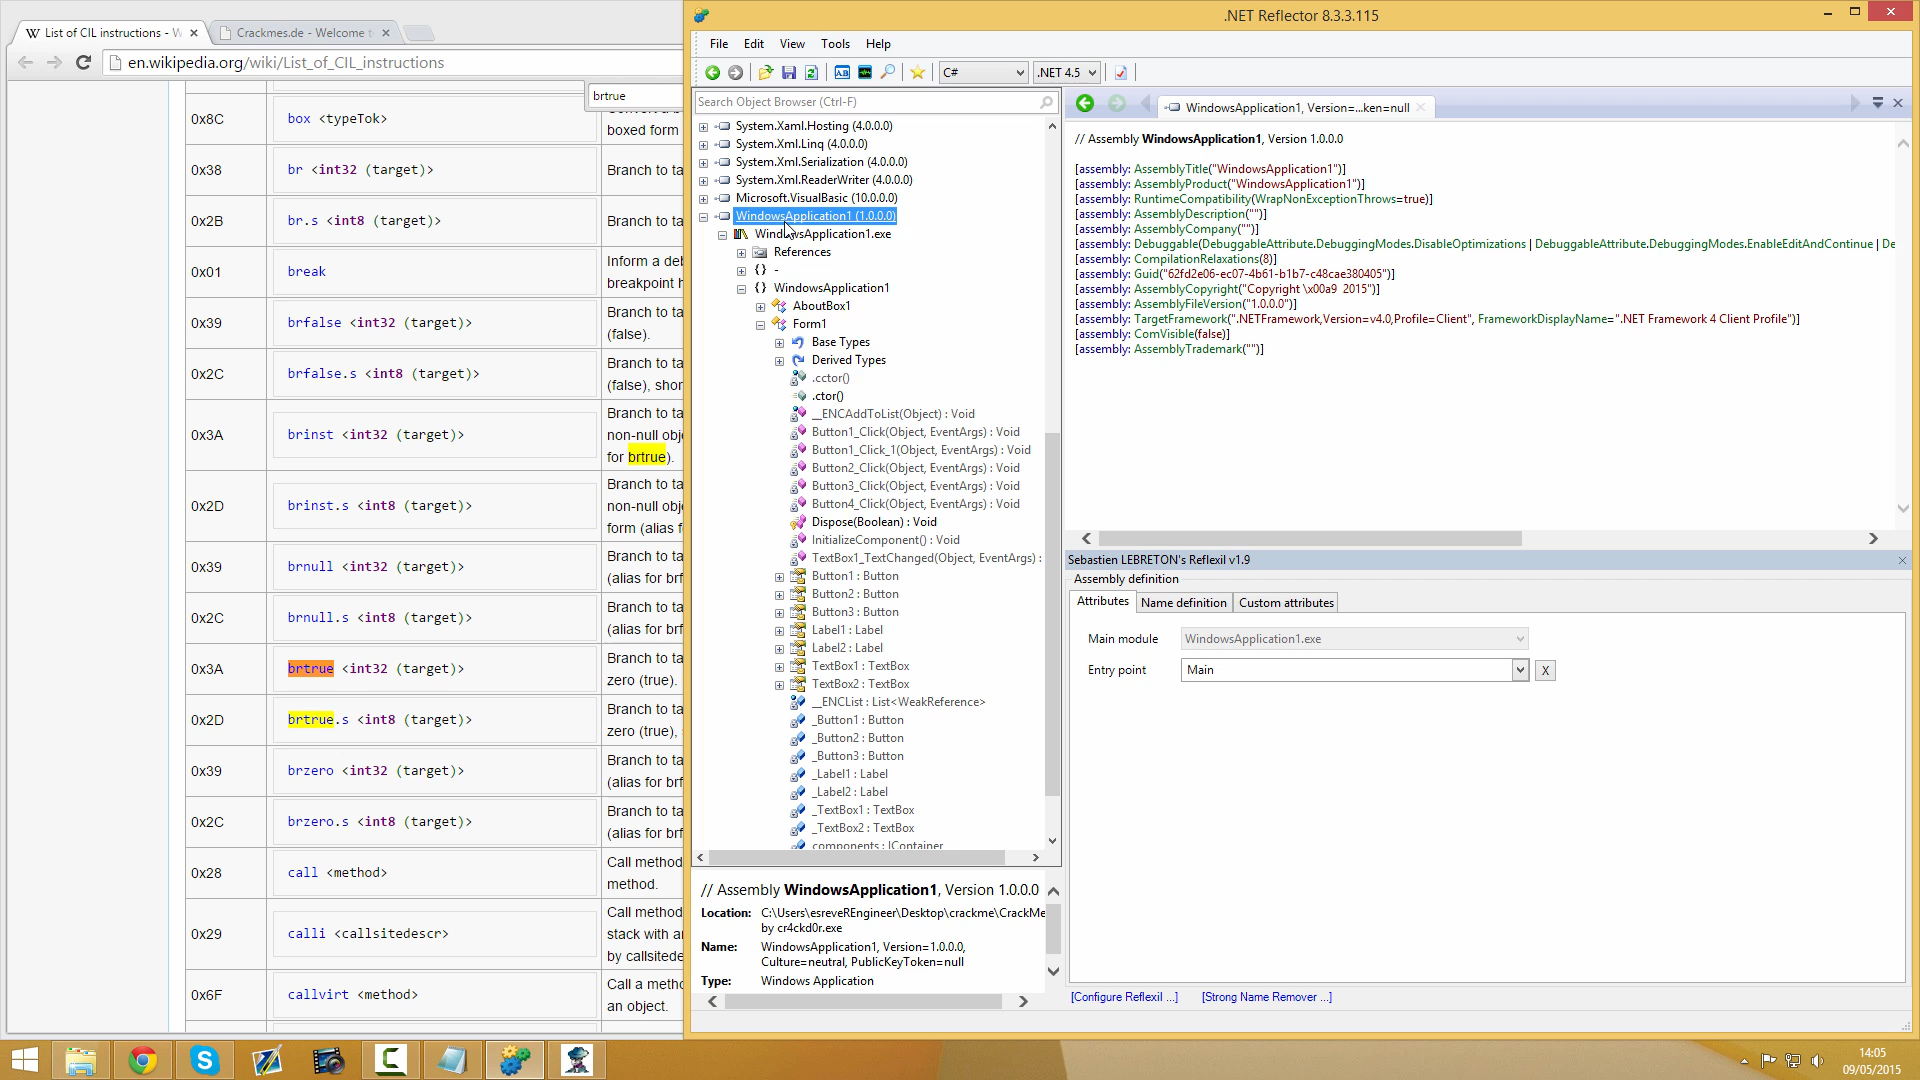 List of CIL instructions - W
Crackmes.de - Welcome to
en.wikipedia.org/wiki/List_of_CIL_instructions
brtrue
0x8C
box <typeTok>
boxed form
0x38
br <int32 (target)>
Branch to ta
0x2B
br.s <int8 (target)>
Branch to ta
0x01
break
Inform a deb
breakpoint h
0x39
brfalse <int32 (target)>
Branch to ta
(false).
0x2C
brfalse.s <int8 (target)>
Branch to ta
(false), shor
0x3A
brinst <int32 (target)>
Branch to ta
non-null obje
for brtrue).
0x2D
brinst.s <int8 (target)>
Branch to ta
non-null obje
form (alias f
0x39
brnull <int32 (target)>
Branch to ta
(alias for brf
0x2C
brnull.s <int8 (target)>
Branch to ta
(alias for brf
0x3A
brtrue <int32 (target)>
Branch to ta
zero (true).
0x2D
brtrue.s <int8 (target)>
Branch to ta
zero (true), s
0x39
brzero <int32 (target)>
Branch to ta
(alias for brf
0x2C
brzero.s <int8 (target)>
Branch to ta
(alias for brf
0x28
call <method>
Call method
method.
0x29
calli <callsitedescr>
Call method
stack with ar
by callsitede
0x6F
callvirt <method>
Call a metho
an object.
.NET Reflector 8.3.3.115
File Edit View Tools Help
C# .NET 4.5
Search Object Browser (Ctrl-F)
System.Xaml.Hosting (4.0.0.0)
System.Xml.Linq (4.0.0.0)
System.Xml.Serialization (4.0.0.0)
System.Xml.ReaderWriter (4.0.0.0)
Microsoft.VisualBasic (10.0.0.0)
WindowsApplication1 (1.0.0.0)
WindowsApplication1.exe
References
{} -
{} WindowsApplication1
AboutBox1
Form1
Base Types
Derived Types
.cctor()
.ctor()
__ENCAddToList(Object) : Void
Button1_Click(Object, EventArgs) : Void
Button1_Click_1(Object, EventArgs) : Void
Button2_Click(Object, EventArgs) : Void
Button3_Click(Object, EventArgs) : Void
Button4_Click(Object, EventArgs) : Void
Dispose(Boolean) : Void
InitializeComponent() : Void
TextBox1_TextChanged(Object, EventArgs) :
Button1 : Button
Button2 : Button
Button3 : Button
Label1 : Label
Label2 : Label
TextBox1 : TextBox
TextBox2 : TextBox
__ENCList : List<WeakReference>
_Button1 : Button
_Button2 : Button
_Button3 : Button
_Label1 : Label
_Label2 : Label
_TextBox1 : TextBox
_TextBox2 : TextBox
components : IContainer
// Assembly WindowsApplication1, Version 1.0.0.0
Location: C:\Users\esreveREngineer\Desktop\crackme\CrackMe
by cr4ckd0r.exe
Name: WindowsApplication1, Version=1.0.0.0,
Culture=neutral, PublicKeyToken=null
Type: Windows Application
WindowsApplication1, Version=...ken=null
// Assembly WindowsApplication1, Version 1.0.0.0
[assembly: AssemblyTitle("WindowsApplication1")]
[assembly: AssemblyProduct("WindowsApplication1")]
[assembly: RuntimeCompatibility(WrapNonExceptionThrows=true)]
[assembly: AssemblyDescription("")]
[assembly: AssemblyCompany("")]
[assembly: Debuggable(DebuggableAttribute.DebuggingModes.DisableOptimizations | DebuggableAttribute.DebuggingModes.EnableEditAndContinue | De
[assembly: CompilationRelaxations(8)]
[assembly: Guid("62fd2e06-ec07-4b61-b1b7-c48cae380405")]
[assembly: AssemblyCopyright("Copyright \x00a9 2015")]
[assembly: AssemblyFileVersion("1.0.0.0")]
[assembly: TargetFramework(".NETFramework,Version=v4.0,Profile=Client", FrameworkDisplayName=".NET Framework 4 Client Profile")]
[assembly: ComVisible(false)]
[assembly: AssemblyTrademark("")]
Sebastien LEBRETON's Reflexil v1.9
Assembly definition
Attributes Name definition Custom attributes
Main module WindowsApplication1.exe
Entry point Main X
[Configure Reflexil ...] [Strong Name Remover ...]
14:05
09/05/2015